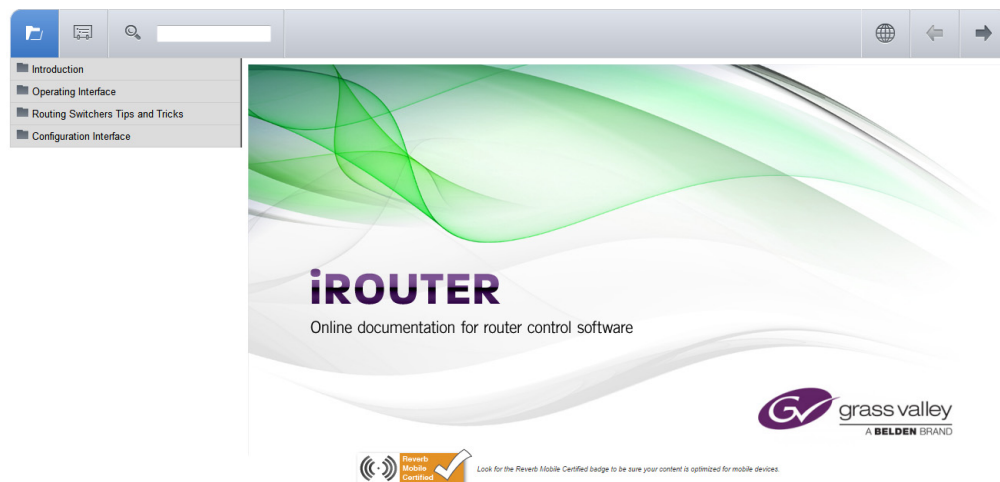 Introduction
Operating Interface
Routing Switchers Tips and Tricks
Configuration Interface
iROUTER
Online documentation for router control software
GV
grass valley
A BELDEN BRAND
Reverb
Mobile
Certified
Look for the Reverb Mobile Certified badge to be sure your content is optimized for mobile devices.